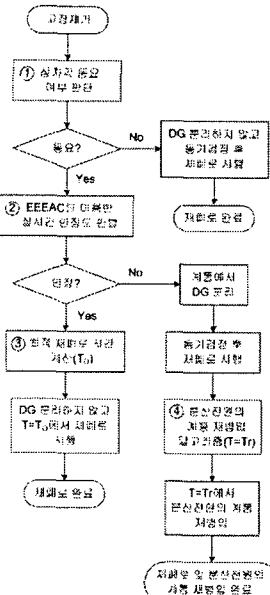 고장제거
① 상차각 동요
여부 판단
동요?
No
Yes
DG 분리하지 않고
동기검정 후
재폐로 시행
재폐로 완료
② EEEAC를 이용한
실시간 안정도 판별
안정?
No
Yes
계통에서
DG 분리
③ 최적 재폐로 시간
계산(T₀)
동기검정 후
재폐로 시행
DG 분리하지 않고
T=T₀에서 재폐로
시행
④ 분산전원의
계통 재병입
알고리즘(T=Tr)
재폐로 완료
T=Tr에서
분산전원의 계통
재병입
재폐로 및 분산전원의
계통 재병입 완료